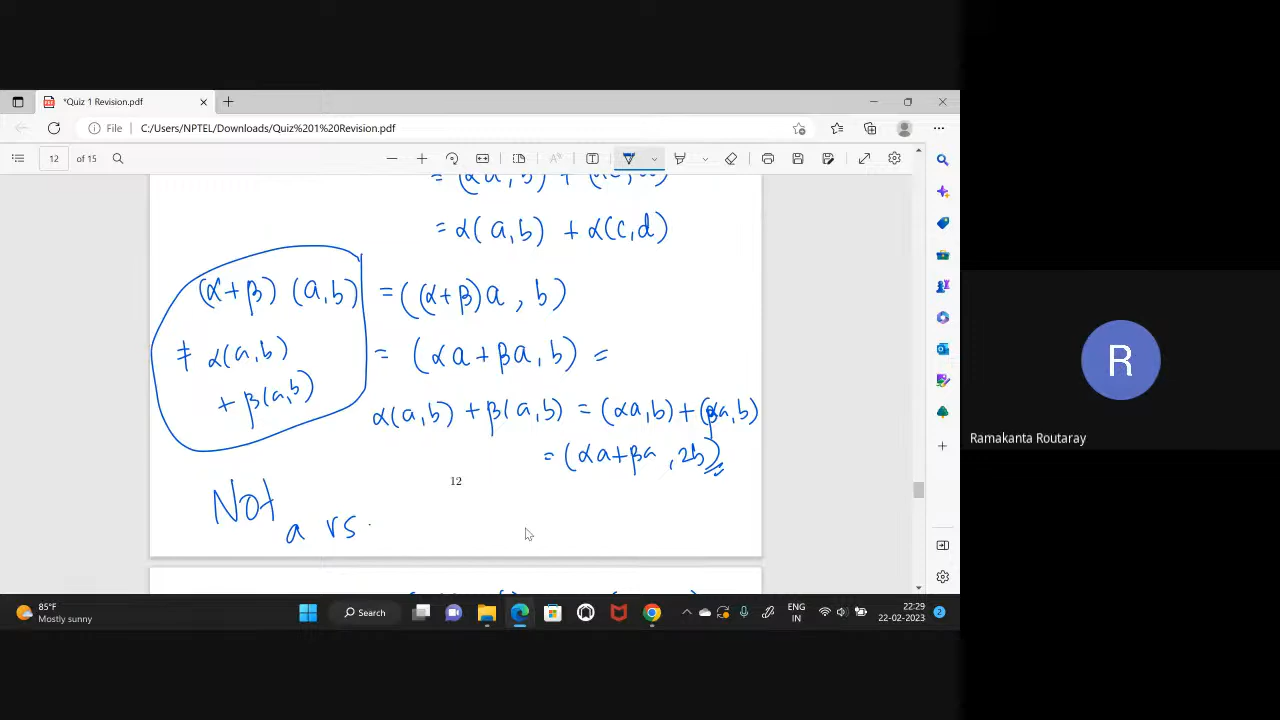 *Quiz 1 Revision.pdf
File C:/Users/NPTEL/Downloads/Quiz%201%20Revision.pdf
12 of 15
= α(a,b) + α(c,d)
(α+β) (a,b) = ((α+β)a , b)
≠ α(a,b) + β(a,b) = (αa+βa, b) =
α(a,b) + β(a,b) = (αa,b) + (βa,b)
= (αa+βa , 2b)
12
Not a vs.
R
Ramakanta Routaray
85°F
Mostly sunny
Search
ENG
IN
22:29
22-02-2023
2